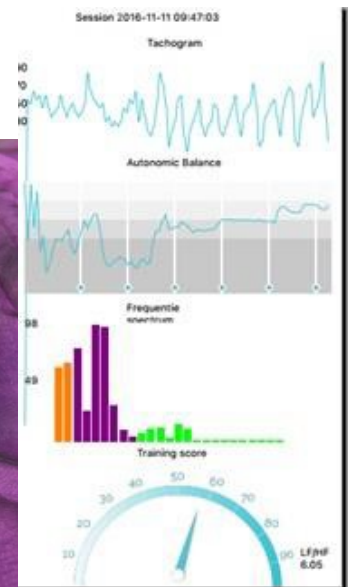 Session 2016-11-11 09:47:03
Tachogram
Autonomic Balance
Frequentie
spectrum
98
49
Training score
10
20
30
40
50
60
70
80
90
LF/HF
6.05